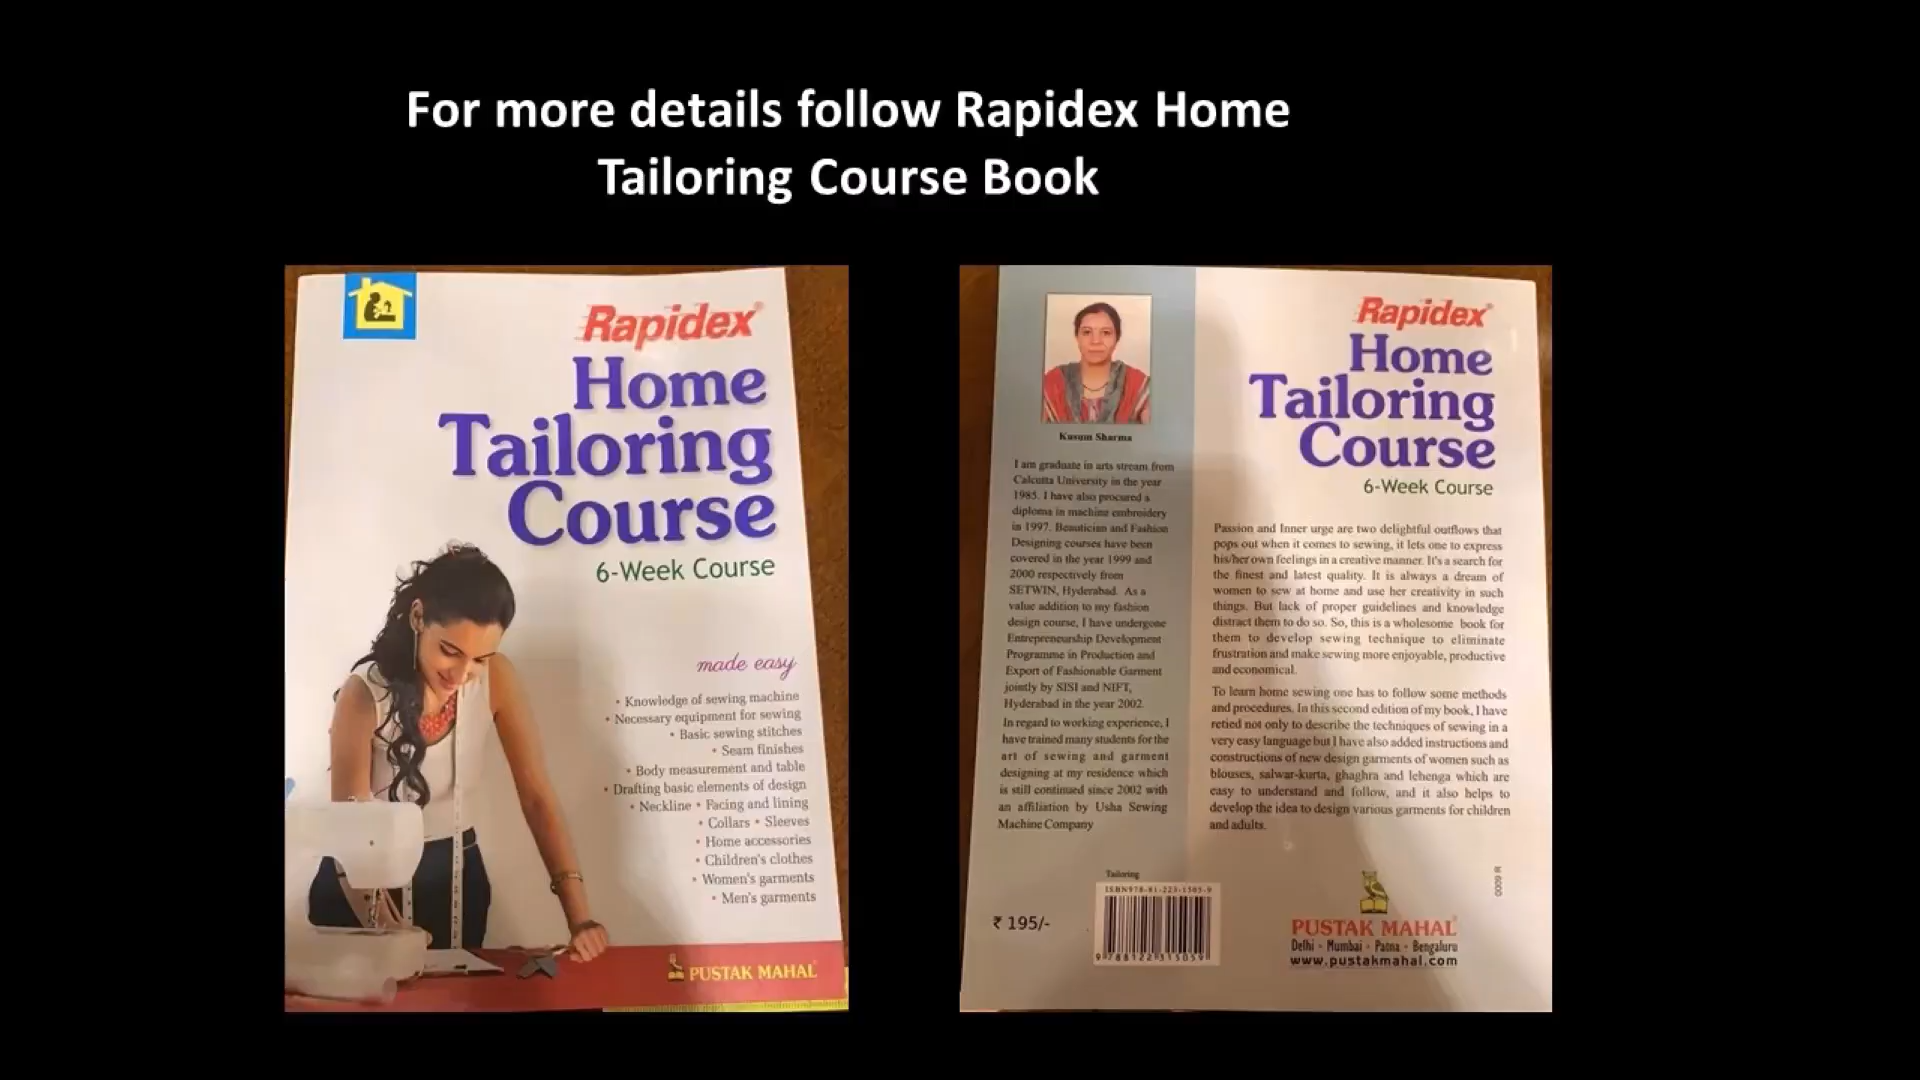 For more details follow Rapidex Home
Tailoring Course Book
Rapidex®
Home
Tailoring
Course
6-Week Course
made easy
• Knowledge of sewing machine
• Necessary equipment for sewing
• Basic sewing stitches
• Seam finishes
• Body measurement and table
• Drafting basic elements of design
• Neckline • Facing and lining
• Collars • Sleeves
• Home accessories
• Children's clothes
• Women's garments
• Men's garments
PUSTAK MAHAL®
Kusum Sharma
I am graduate in arts stream from
Calcutta University in the year
1985. I have also procured a
diploma in machine embroidery
in 1997. Beautician and Fashion
Designing courses have been
covered in the year 1999 and
2000 respectively from
SETWIN, Hyderabad. As a
value addition to my fashion
design course, I have undergone
Entrepreneurship Development
Programme in Production and
Export of Fashionable Garment
jointly by SISI and NIFT,
Hyderabad in the year 2002.
In regard to working experience, I
have trained many students for the
art of sewing and garment
designing at my residence which
is still continued since 2002 with
an affiliation by Usha Sewing
Machine Company
Rapidex®
Home
Tailoring
Course
6-Week Course
Passion and Inner urge are two delightful outflows that
pops out when it comes to sewing, it lets one to express
his/her own feelings in a creative manner. It's a search for
the finest and latest quality. It is always a dream of
women to sew at home and use her creativity in such
things. But lack of proper guidelines and knowledge
distract them to do so. So, this is a wholesome book for
them to develop sewing technique to eliminate
frustration and make sewing more enjoyable, productive
and economical.
To learn home sewing one has to follow some methods
and procedures. In this second edition of my book, I have
retied not only to describe the techniques of sewing in a
very easy language but I have also added instructions and
constructions of new design garments of women such as
blouses, salwar-kurta, ghaghra and lehenga which are
easy to understand and follow, and it also helps to
develop the idea to design various garments for children
and adults.
₹ 195/-
Tailoring
ISBN 978-81-223-1505-9
9 788122 315059
PUSTAK MAHAL®
Delhi • Mumbai • Patna • Bengaluru
www.pustakmahal.com